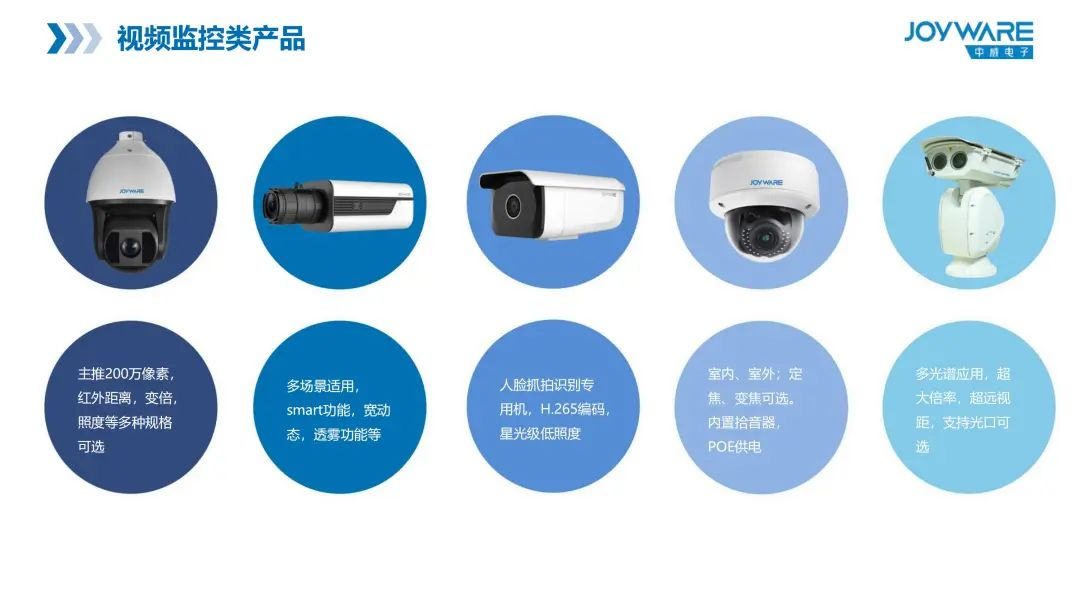 视频监控类产品
JOYWARE
中威电子
JOYWARE
JOYWARE
主推200万像素，
红外距离，变倍，
照度等多种规格
可选
多场景适用，
smart功能，宽动
态，透雾功能等
人脸抓拍识别专
用机，H.265编码，
星光级低照度
室内、室外；定
焦、变焦可选。
内置拾音器，
POE供电
多光谱应用，超
大倍率，超远视
距，支持光口可
选